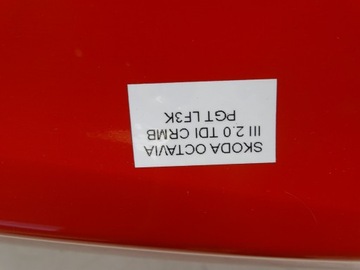 SKODA OCTAVIA
III 2.0 TDI CRMB
PGT LF3K